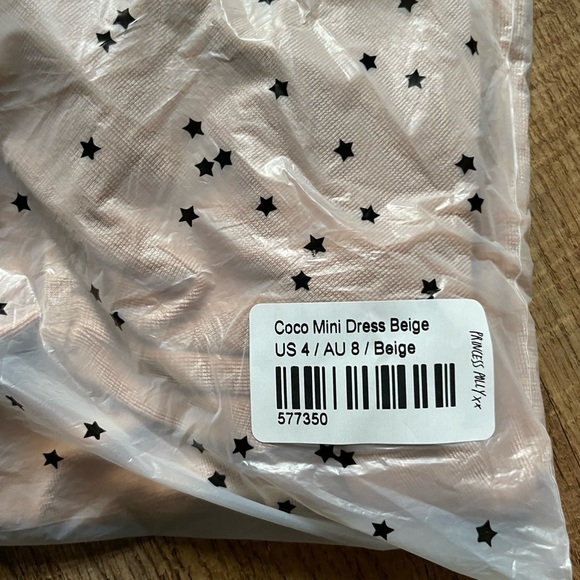 Coco Mini Dress Beige
US 4 / AU 8 / Beige
577350
PRINCESS POLLY xx